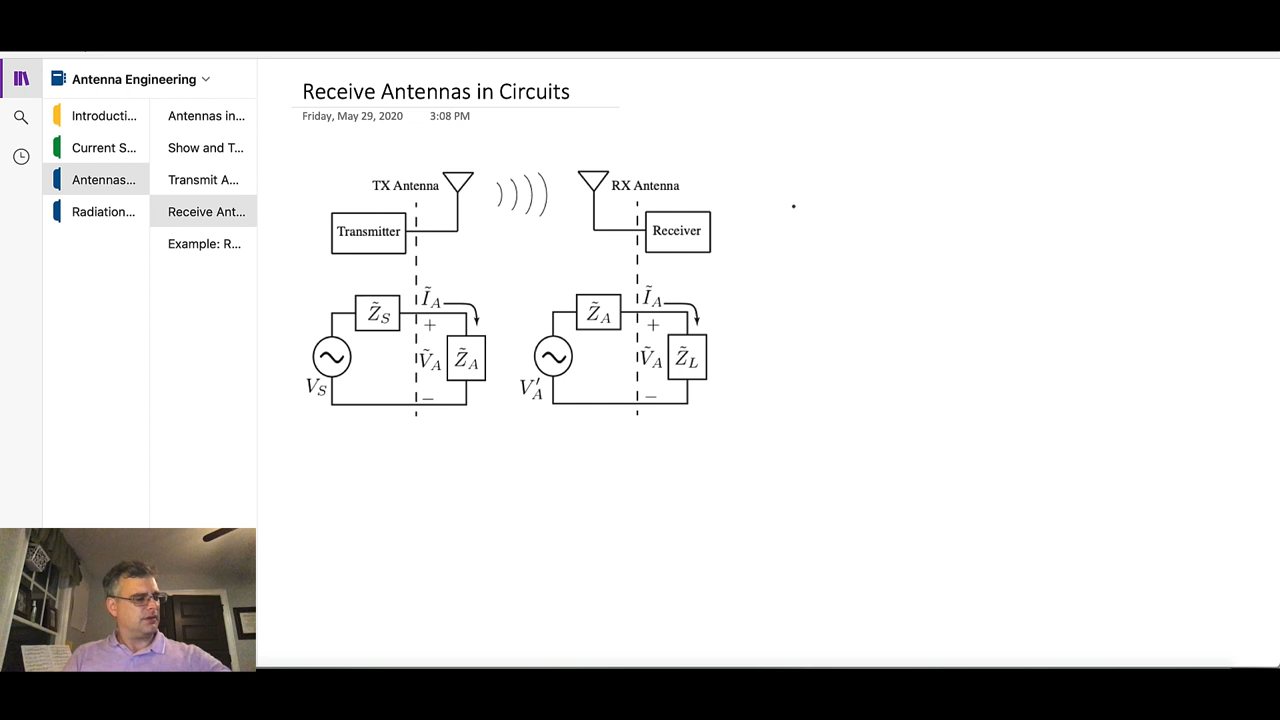 Antenna Engineering
Introducti...
Current S...
Antennas...
Radiation...
Antennas in...
Show and T...
Transmit A...
Receive Ant...
Example: R...
Receive Antennas in Circuits
Friday, May 29, 2020 3:08 PM
TX Antenna
RX Antenna
Transmitter
Receiver
Z̃_S
Ĩ_A
+
Ṽ_A
Z̃_A
−
V_S
Z̃_A
Ĩ_A
+
Ṽ_A
Z̃_L
−
V′_A